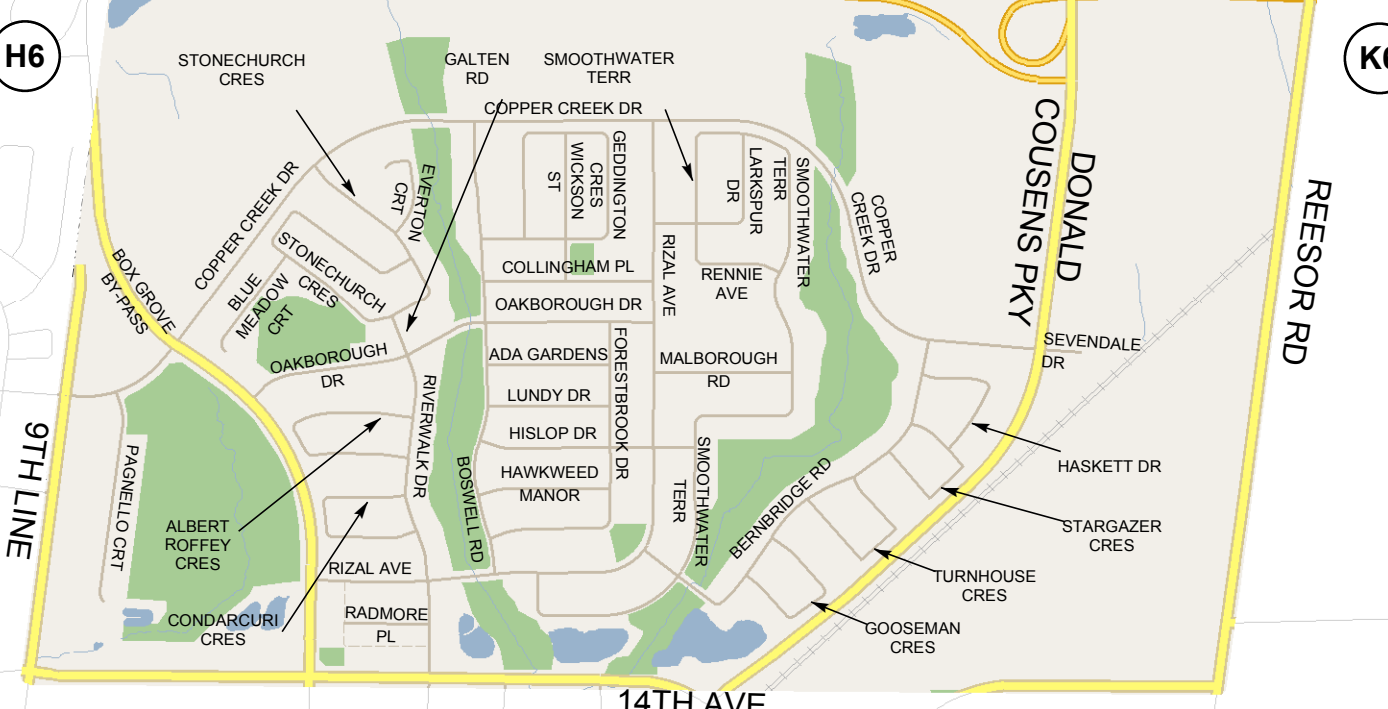 H6
K6
STONECHURCH
CRES
GALTEN
RD
SMOOTHWATER
TERR
COPPER CREEK DR
COPPER CREEK DR
EVERTON
CRT
GEDDINGTON
CRES
WICKSON
ST
LARKSPUR
DR
SMOOTHWATER
TERR
COPPER
CREEK DR
DONALD
COUSENS PKY
REESOR RD
BOX GROVE
BY-PASS
BLUE
MEADOW
CRT
STONECHURCH
CRES
COLLINGHAM PL
RIZAL AVE
RENNIE
AVE
OAKBOROUGH DR
OAKBOROUGH
DR
ADA GARDENS
FORESTBROOK DR
MALBOROUGH
RD
SEVENDALE
DR
LUNDY DR
RIVERWALK DR
HISLOP DR
HAWKWEED
MANOR
BOSWELL RD
SMOOTHWATER
TERR
BERNBRIDGE RD
HASKETT DR
STARGAZER
CRES
TURNHOUSE
CRES
GOOSEMAN
CRES
9TH LINE
PAGNELLO CRT
ALBERT
ROFFEY
CRES
CONDARCURI
CRES
RIZAL AVE
RADMORE
PL
14TH AVE